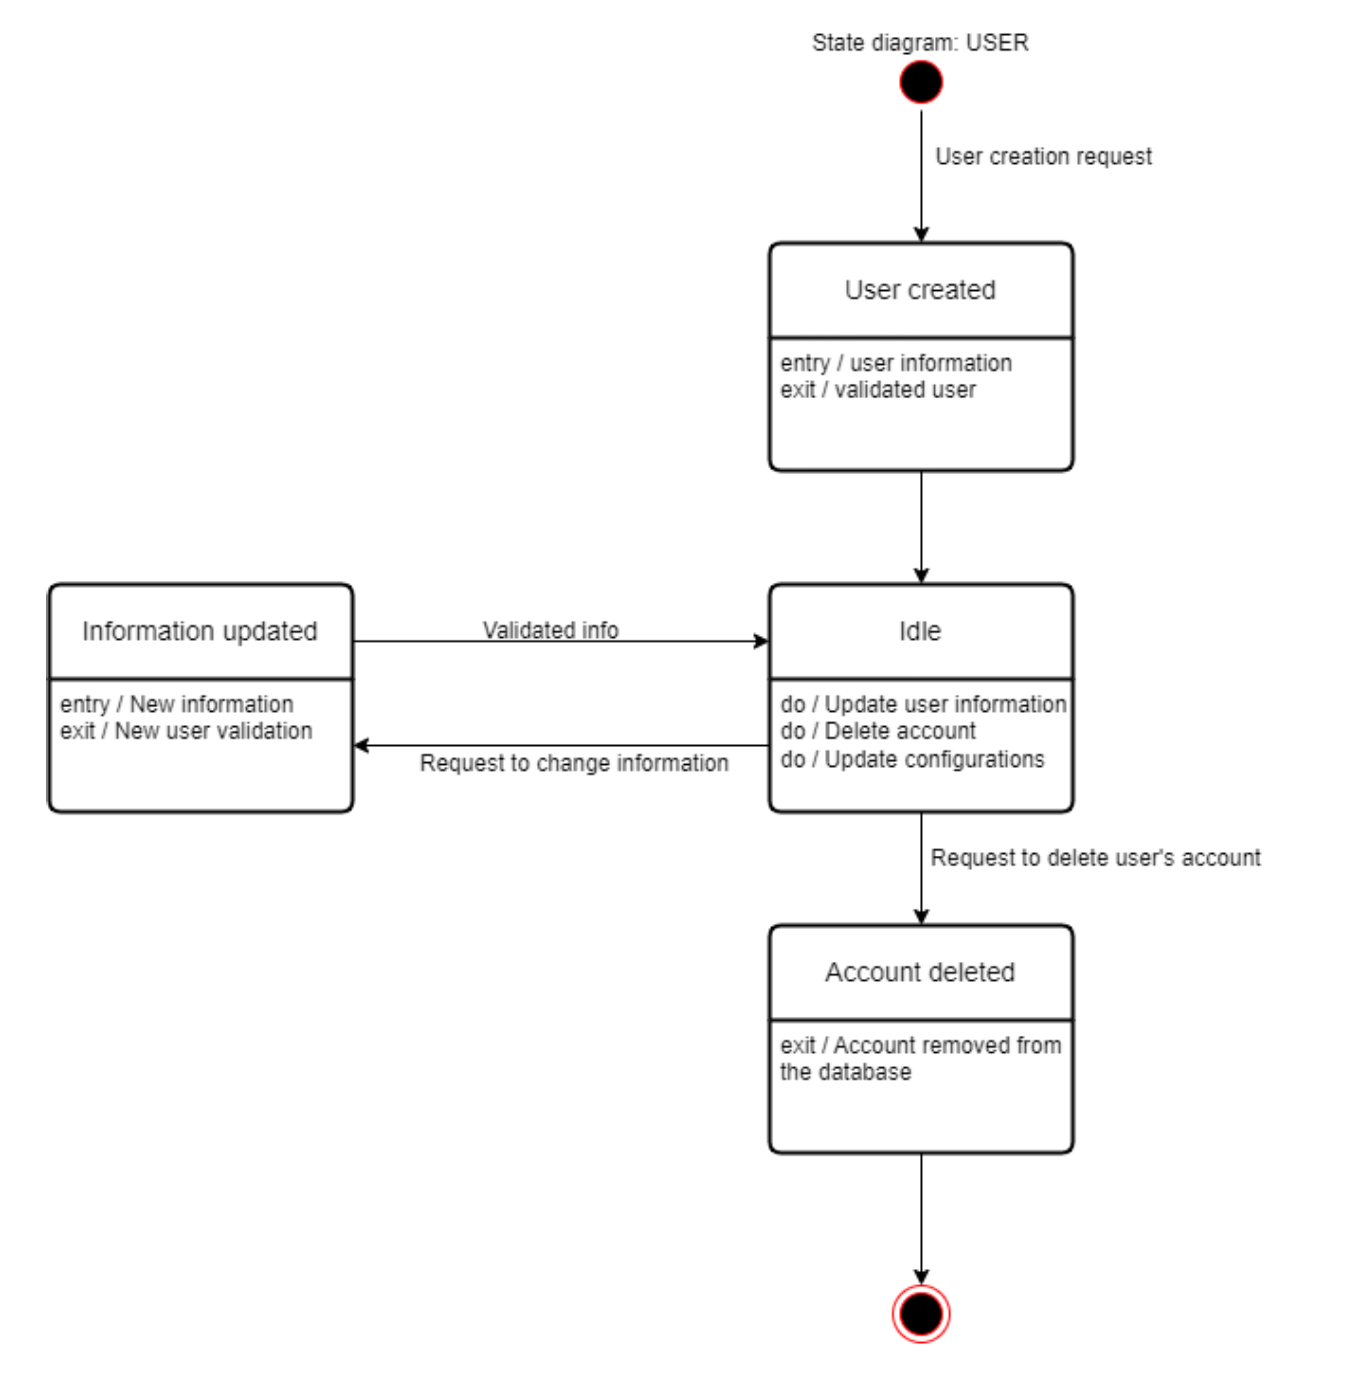 State diagram: USER
User creation request
User created
entry / user information
exit / validated user
Information updated
entry / New information
exit / New user validation
Validated info
Request to change information
Idle
do / Update user information
do / Delete account
do / Update configurations
Request to delete user's account
Account deleted
exit / Account removed from
the database